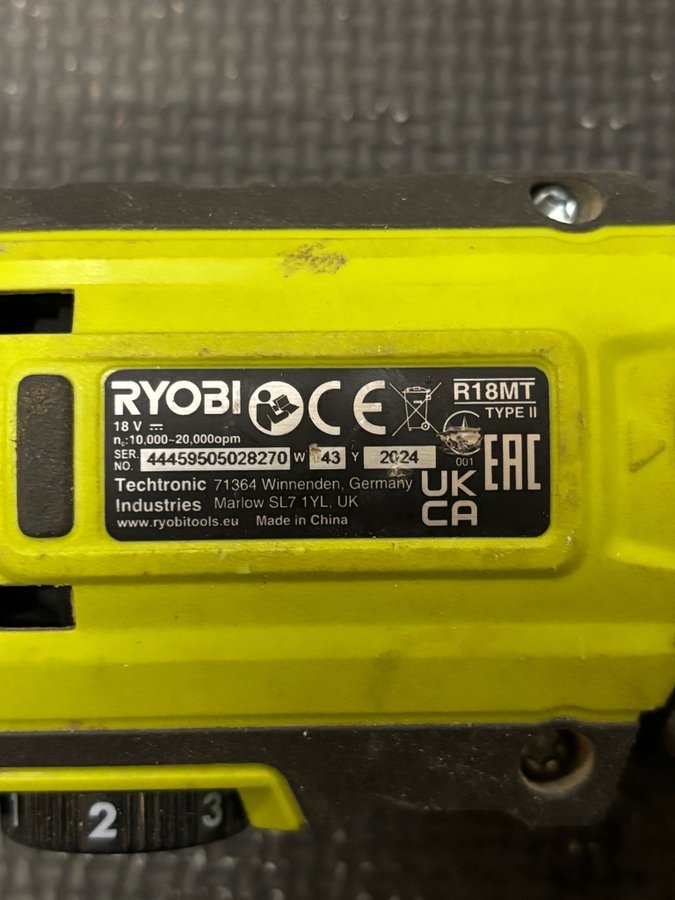 RYOBI
R18MT
TYPE II
18 V ⎓
n₀:10,000~20,000opm
SER. NO. 44459505028270 W 43 Y 2024
001
EAC
Techtronic 71364 Winnenden, Germany
Industries Marlow SL7 1YL, UK
www.ryobitools.eu Made in China
CE
UK
CA
1 2 3